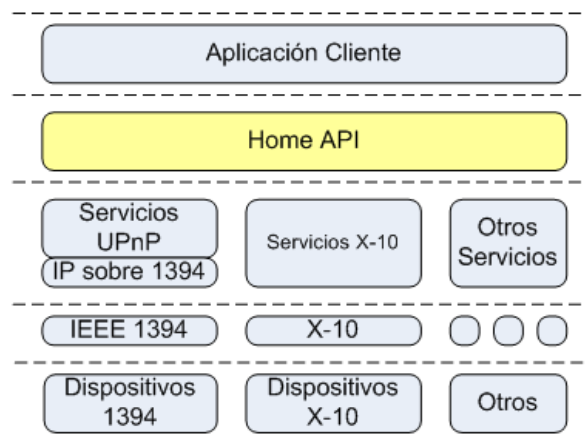 Aplicación Cliente
Home API
Servicios
UPnP
IP sobre 1394
Servicios X-10
Otros
Servicios
IEEE 1394
X-10
Dispositivos
1394
Dispositivos
X-10
Otros